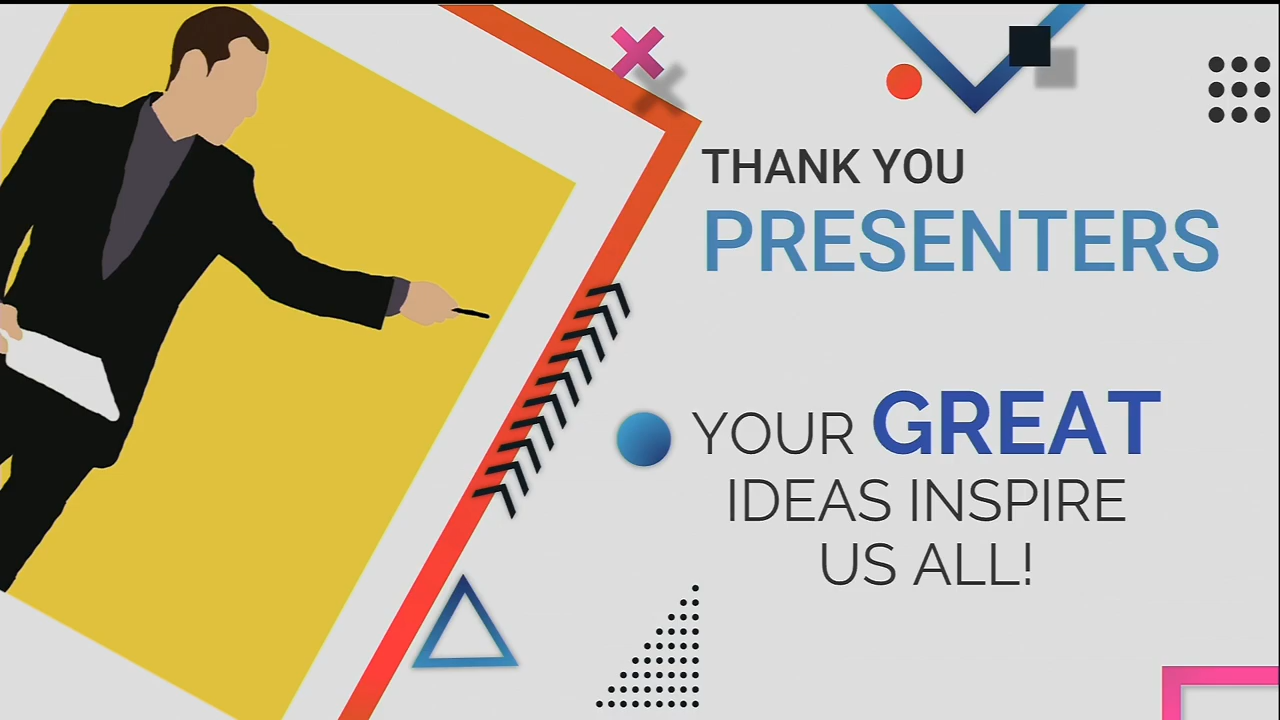 THANK YOU
PRESENTERS
YOUR GREAT
IDEAS INSPIRE
US ALL!